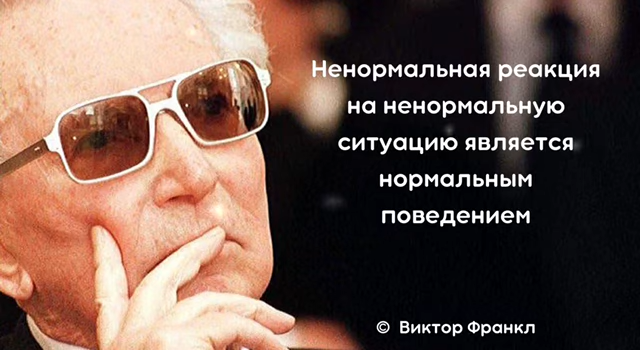 Ненормальная реакция
на ненормальную
ситуацию является
нормальным
поведением
© Виктор Франкл